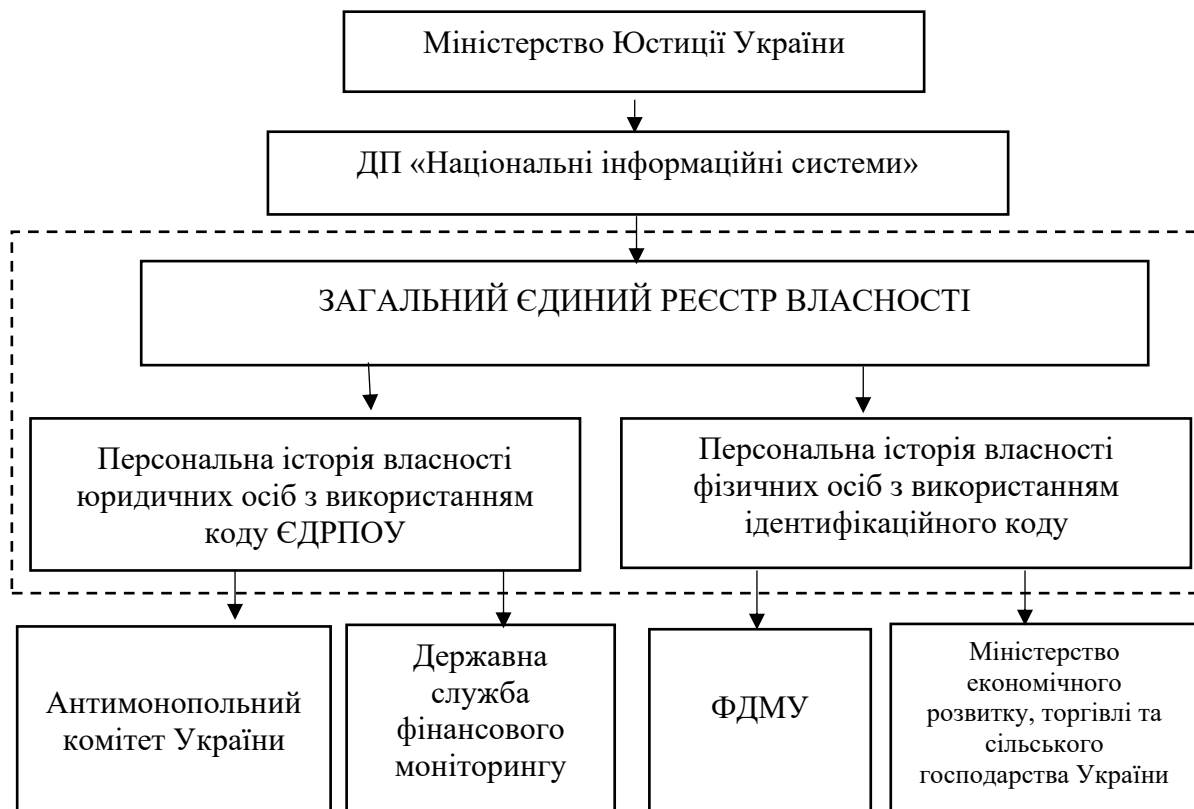 Міністерство Юстиції України
ДП «Національні інформаційні системи»
ЗАГАЛЬНИЙ ЄДИНИЙ РЕЄСТР ВЛАСНОСТІ
Персональна історія власності
юридичних осіб з використанням
коду ЄДРПОУ
Персональна історія власності
фізичних осіб з використанням
ідентифікаційного коду
Антимонопольний
комітет України
Державна
служба
фінансового
моніторингу
ФДМУ
Міністерство
економічного
розвитку, торгівлі та
сільського
господарства України